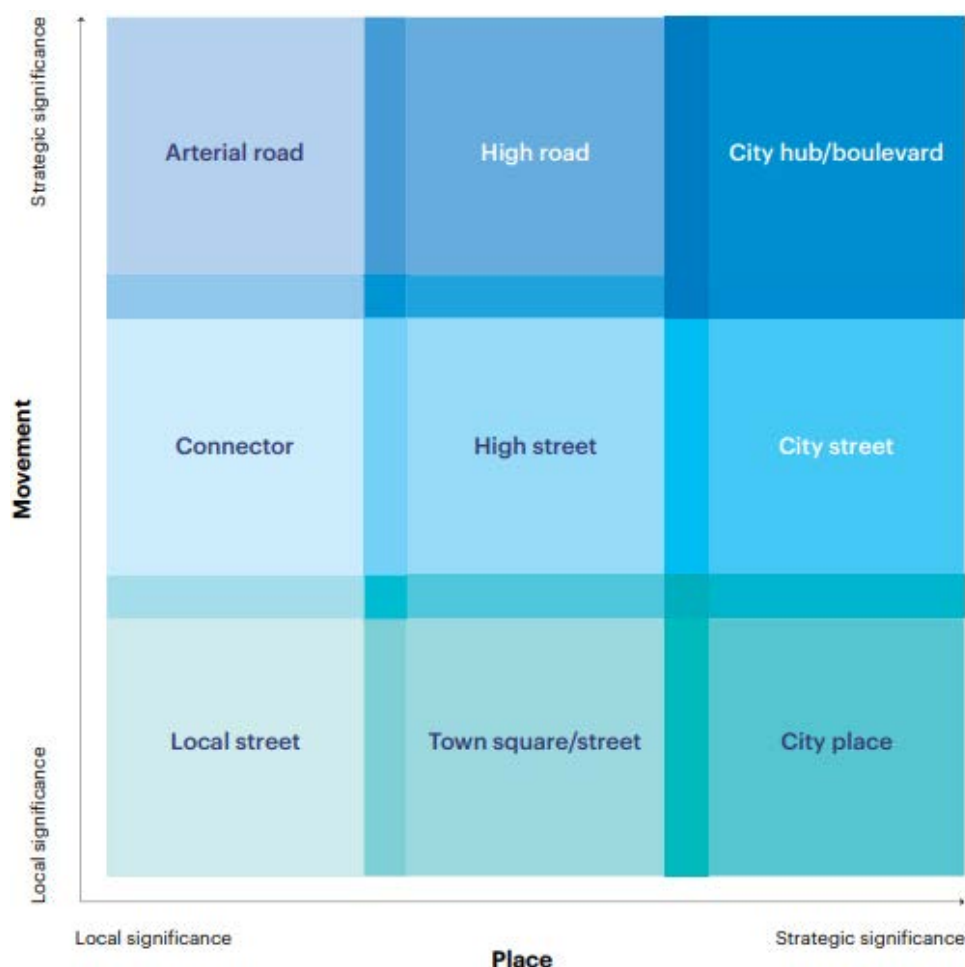 Strategic significance
Arterial road
High road
City hub/boulevard
Movement
Connector
High street
City street
Local significance
Local street
Town square/street
City place
Local significance
Strategic significance
Place